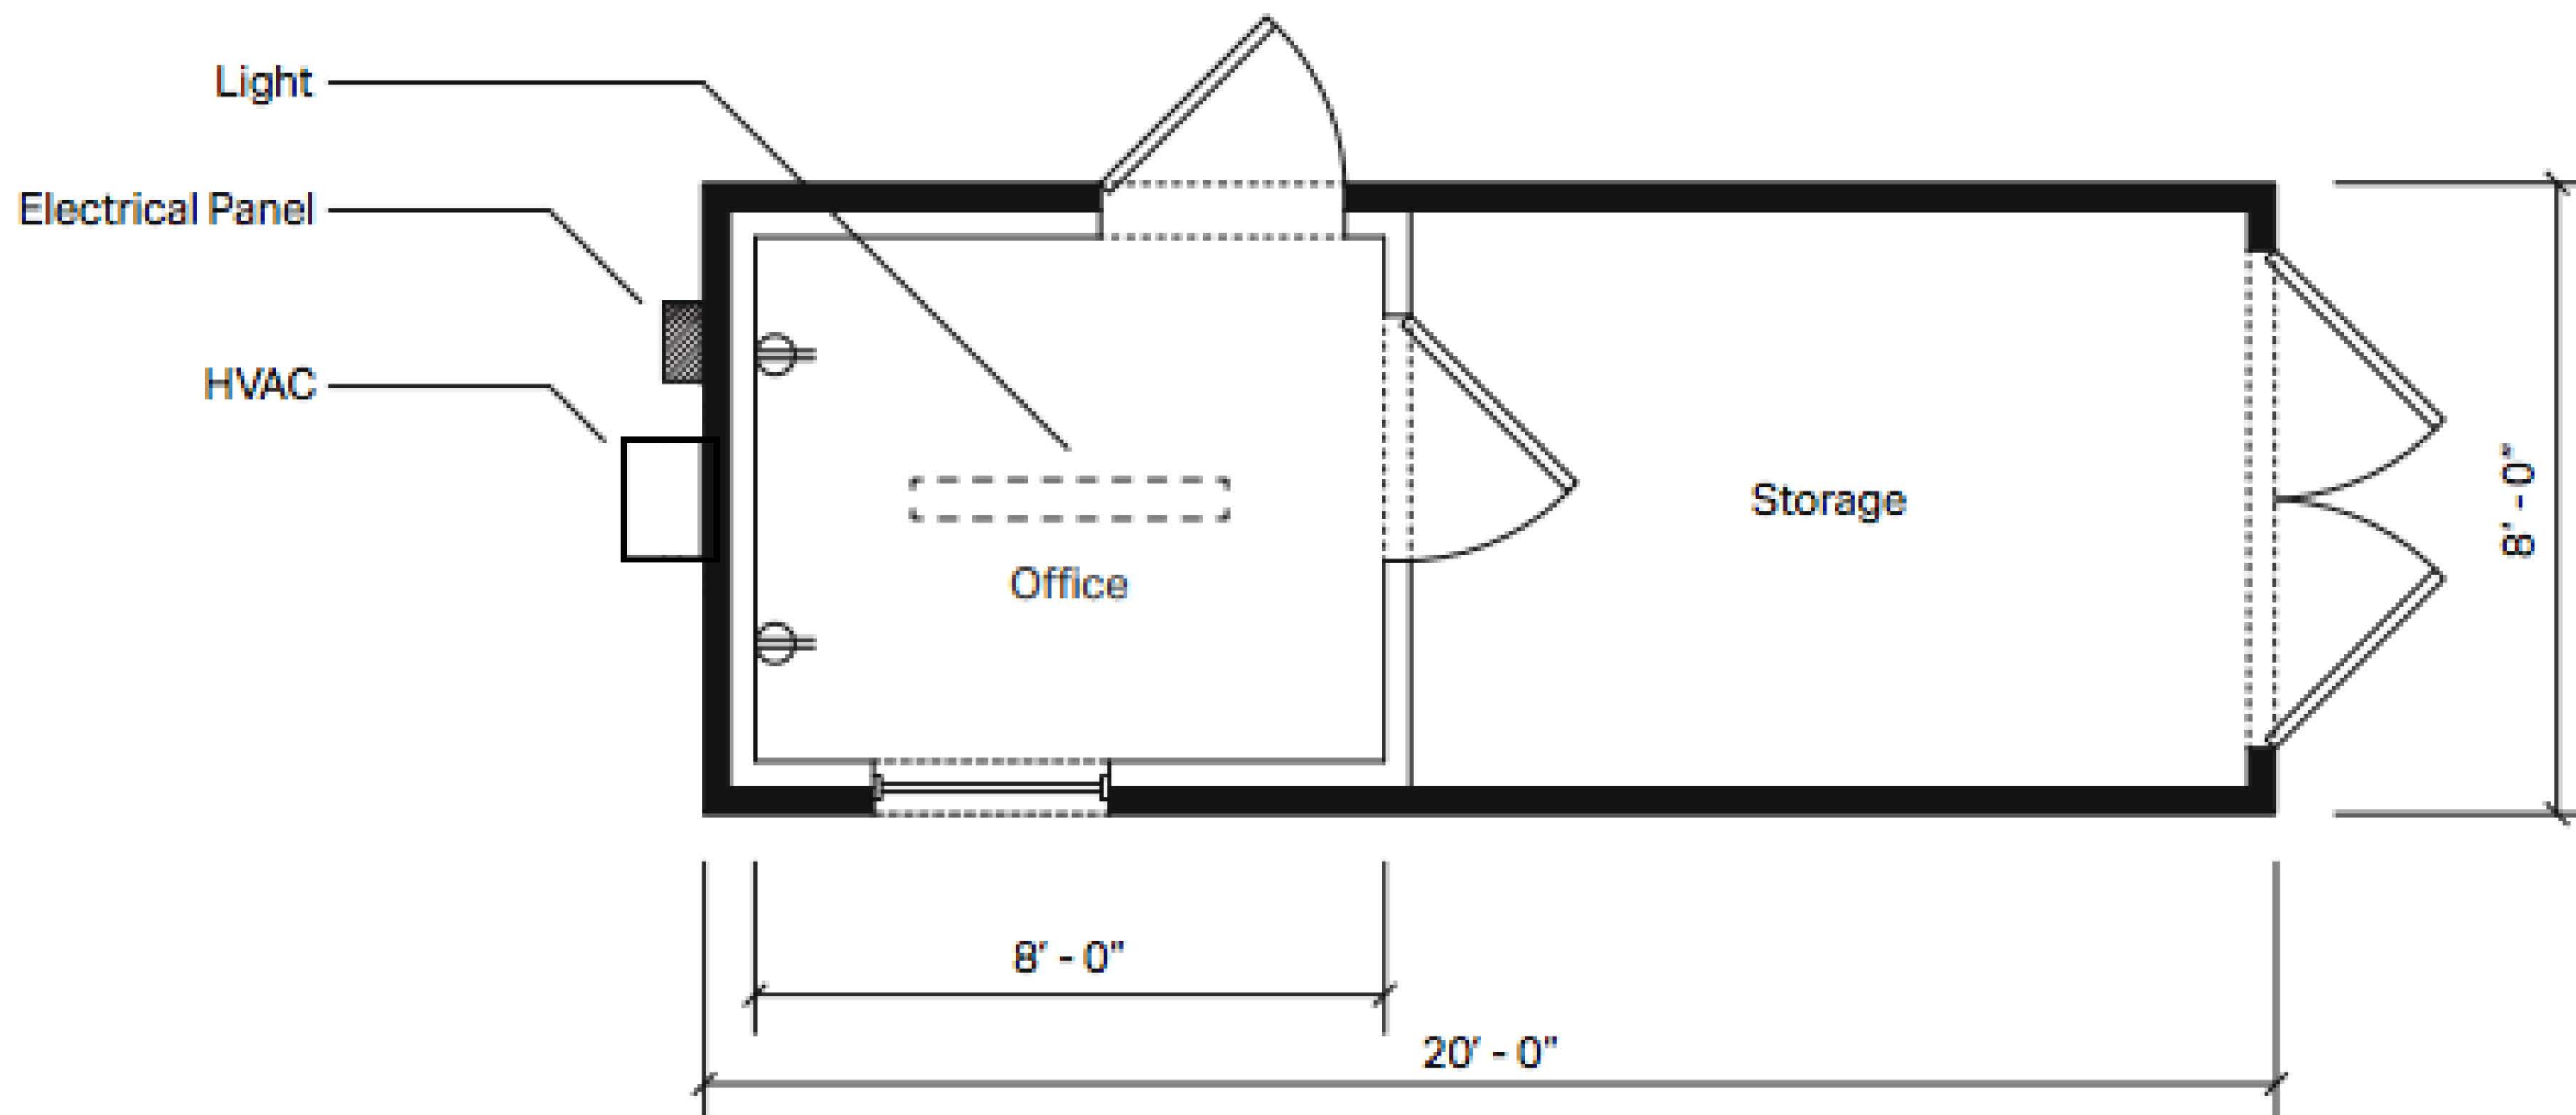 Light
Electrical Panel
HVAC
Storage
Office
8' - 0"
8' - 0"
20' - 0"